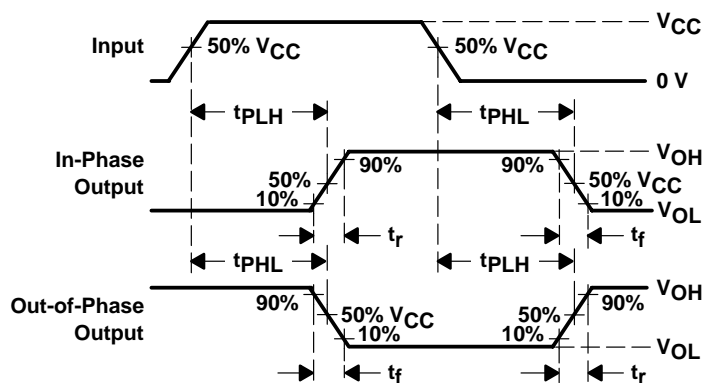 VCC
Input
50% VCC
50% VCC
0 V
tPLH
tPHL
In-Phase
Output
VOH
90%
90%
50%
50% VCC
10%
10%
VOL
tr
tf
tPHL
tPLH
Out-of-Phase
Output
VOH
90%
90%
50% VCC
50%
10%
10%
VOL
tf
tr